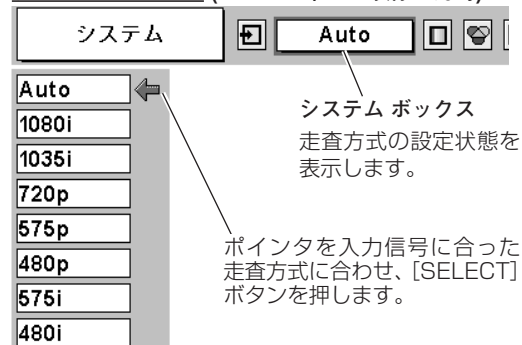 システム
Auto
Auto
1080i
1035i
720p
575p
480p
575i
480i
システム ボックス
走査方式の設定状態を
表示します。
ポインタを入力信号に合った
走査方式に合わせ、［SELECT］
ボタンを押します。